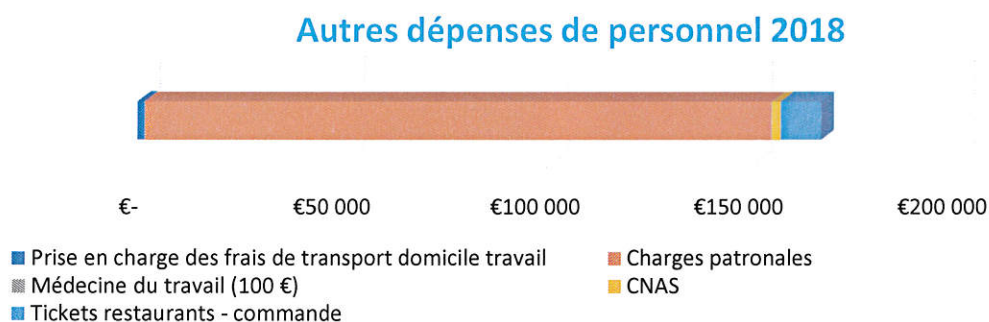 Autres dépenses de personnel 2018
€- €50 000 €100 000 €150 000 €200 000
Prise en charge des frais de transport domicile travail
Charges patronales
Médecine du travail (100 €)
CNAS
Tickets restaurants - commande